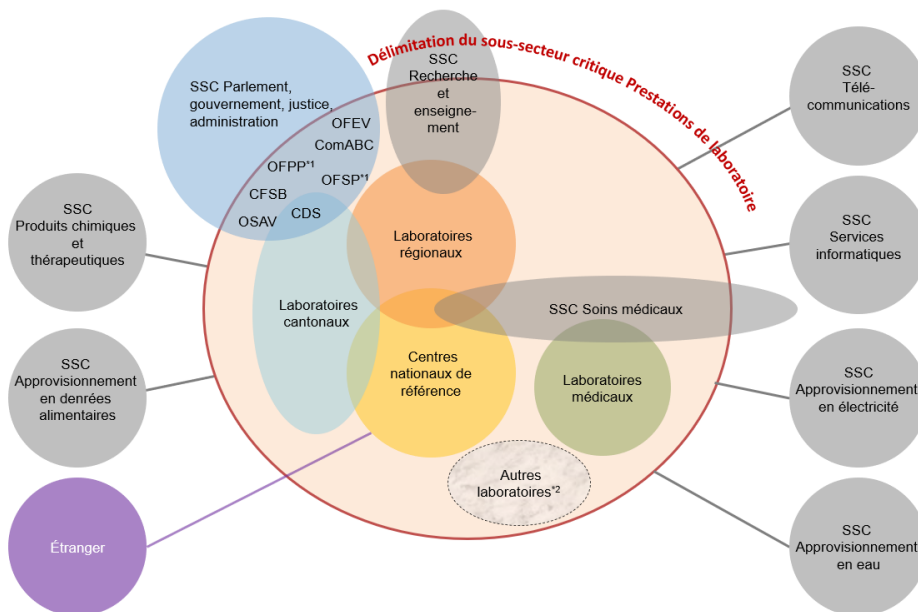 Délimitation du sous-secteur critique Prestations de laboratoire
SSC Parlement,
gouvernement, justice,
administration
OFEV
ComABC
OFPP*1
OFSP*1
CFSB
CDS
OSAV
SSC
Recherche
et
enseigne-
ment
SSC
Télé-
communications
SSC
Produits chimiques
et
thérapeutiques
SSC
Services
informatiques
Laboratoires
régionaux
Laboratoires
cantonaux
SSC Soins médicaux
Centres
nationaux de
référence
Laboratoires
médicaux
SSC
Approvisionnement
en denrées
alimentaires
SSC
Approvisionnement
en électricité
Autres
laboratoires*2
Étranger
SSC
Approvisionnement
en eau